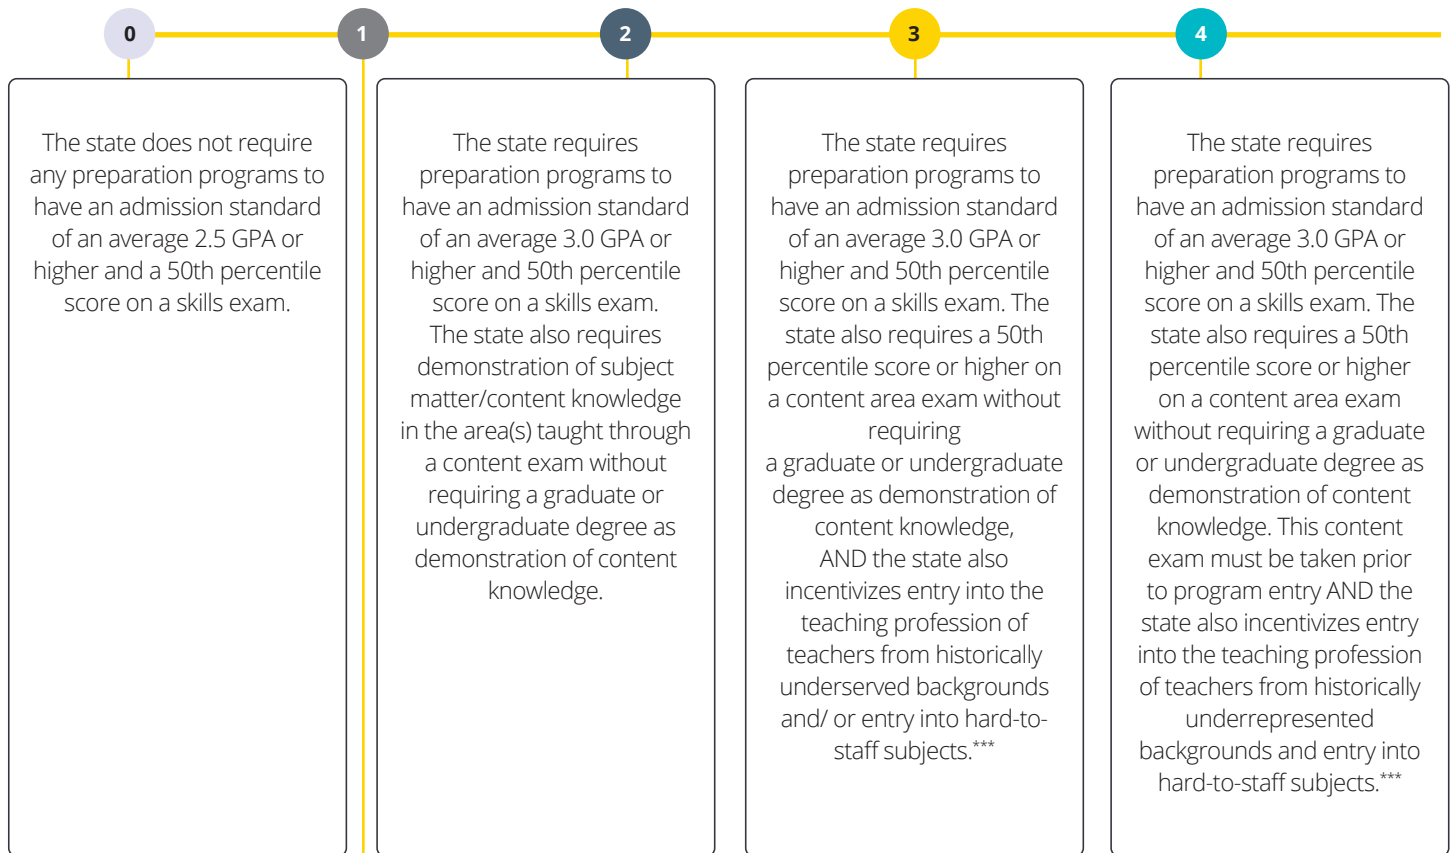 0
1
2
3
4
The state does not require
any preparation programs to
have an admission standard
of an average 2.5 GPA or
higher and a 50th percentile
score on a skills exam.
The state requires
preparation programs to
have an admission standard
of an average 3.0 GPA or
higher and 50th percentile
score on a skills exam.
The state also requires
demonstration of subject
matter/content knowledge
in the area(s) taught through
a content exam without
requiring a graduate or
undergraduate degree as
demonstration of content
knowledge.
The state requires
preparation programs to
have an admission standard
of an average 3.0 GPA or
higher and 50th percentile
score on a skills exam. The
state also requires a 50th
percentile score or higher on
a content area exam without
requiring
a graduate or undergraduate
degree as demonstration of
content knowledge,
AND the state also
incentivizes entry into the
teaching profession of
teachers from historically
underserved backgrounds
and/ or entry into hard-to-
staff subjects.***
The state requires
preparation programs to
have an admission standard
of an average 3.0 GPA or
higher and 50th percentile
score on a skills exam. The
state also requires a 50th
percentile score or higher
on a content area exam
without requiring a graduate
or undergraduate degree as
demonstration of content
knowledge. This content
exam must be taken prior
to program entry AND the
state also incentivizes entry
into the teaching profession
of teachers from historically
underrepresented
backgrounds and entry into
hard-to-staff subjects.***